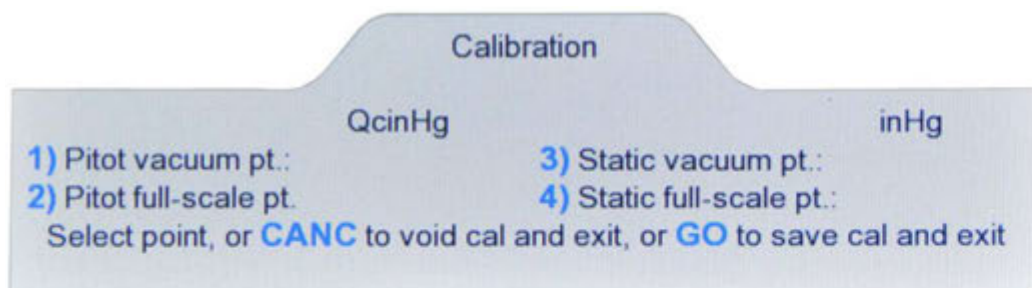 Calibration
QcinHg inHg
1) Pitot vacuum pt.: 3) Static vacuum pt.:
2) Pitot full-scale pt. 4) Static full-scale pt.:
Select point, or CANC to void cal and exit, or GO to save cal and exit